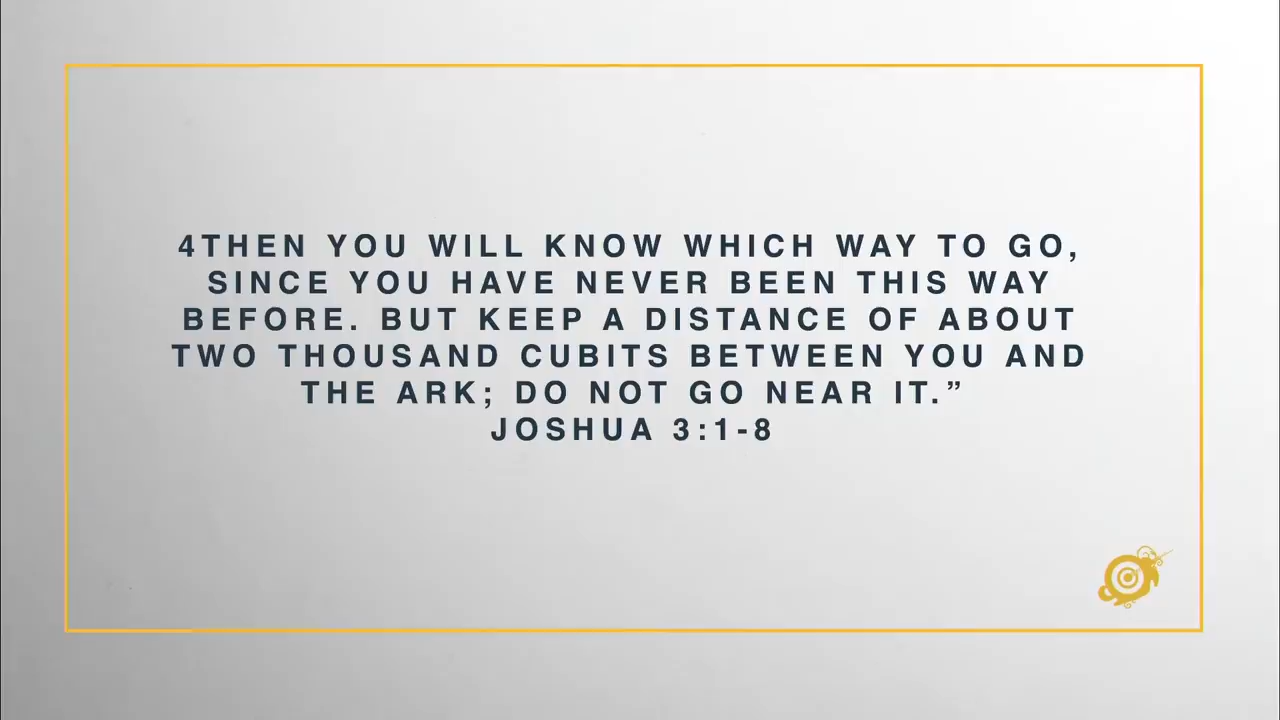 4THEN YOU WILL KNOW WHICH WAY TO GO,
SINCE YOU HAVE NEVER BEEN THIS WAY
BEFORE. BUT KEEP A DISTANCE OF ABOUT
TWO THOUSAND CUBITS BETWEEN YOU AND
THE ARK; DO NOT GO NEAR IT.”
JOSHUA 3:1-8